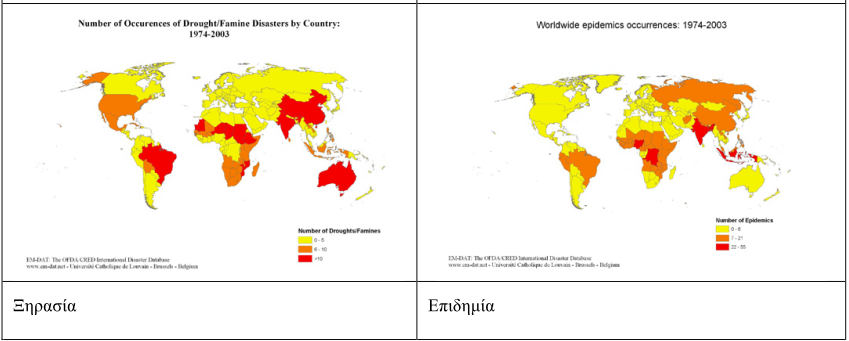 Number of Occurences of Drought/Famine Disasters by Country:
1974-2003
Number of Droughts/Famines
0 - 5
6 - 10
>10
EM-DAT: The OFDA/CRED International Disaster Database
www.em-dat.net - Université Catholique de Louvain - Brussels - Belgium
Worldwide epidemics occurrences: 1974-2003
Number of Epidemics
0 - 6
7 - 21
22 - 55
EM-DAT: The OFDA/CRED International Disaster Database
www.em-dat.net - Université Catholique de Louvain - Brussels - Belgium
Ξηρασία
Επιδημία